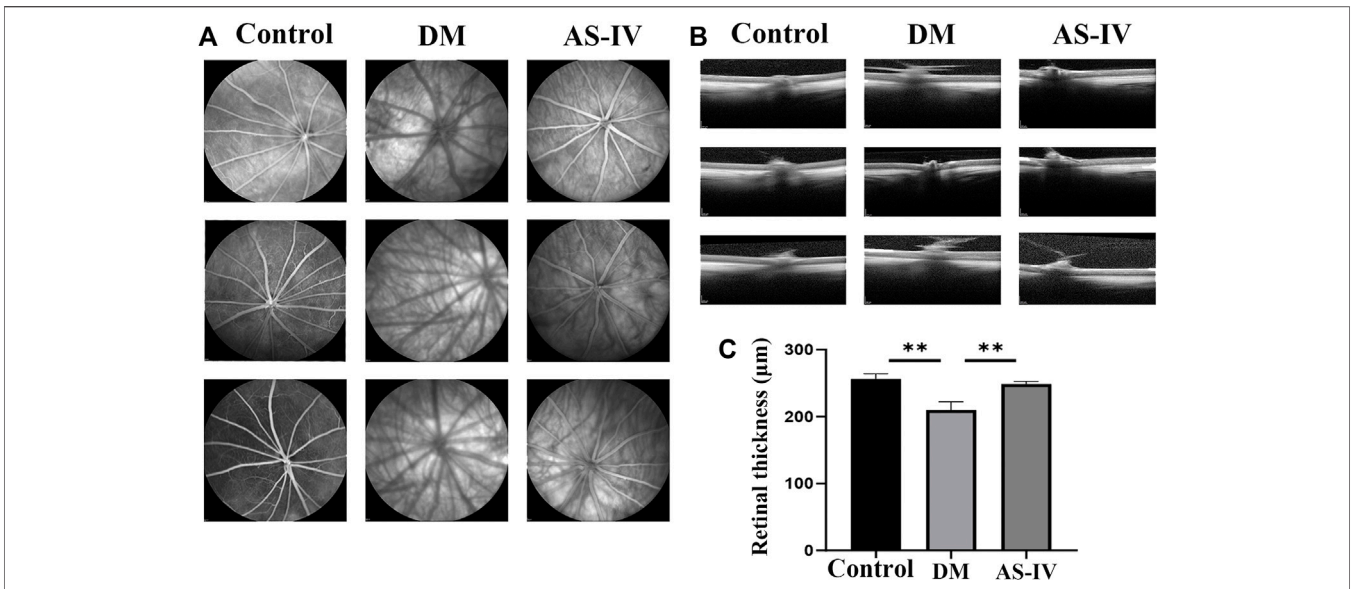 A Control DM AS-IV
B Control DM AS-IV
C
** **
Retinal thickness (μm)
300
200
100
0
Control DM AS-IV